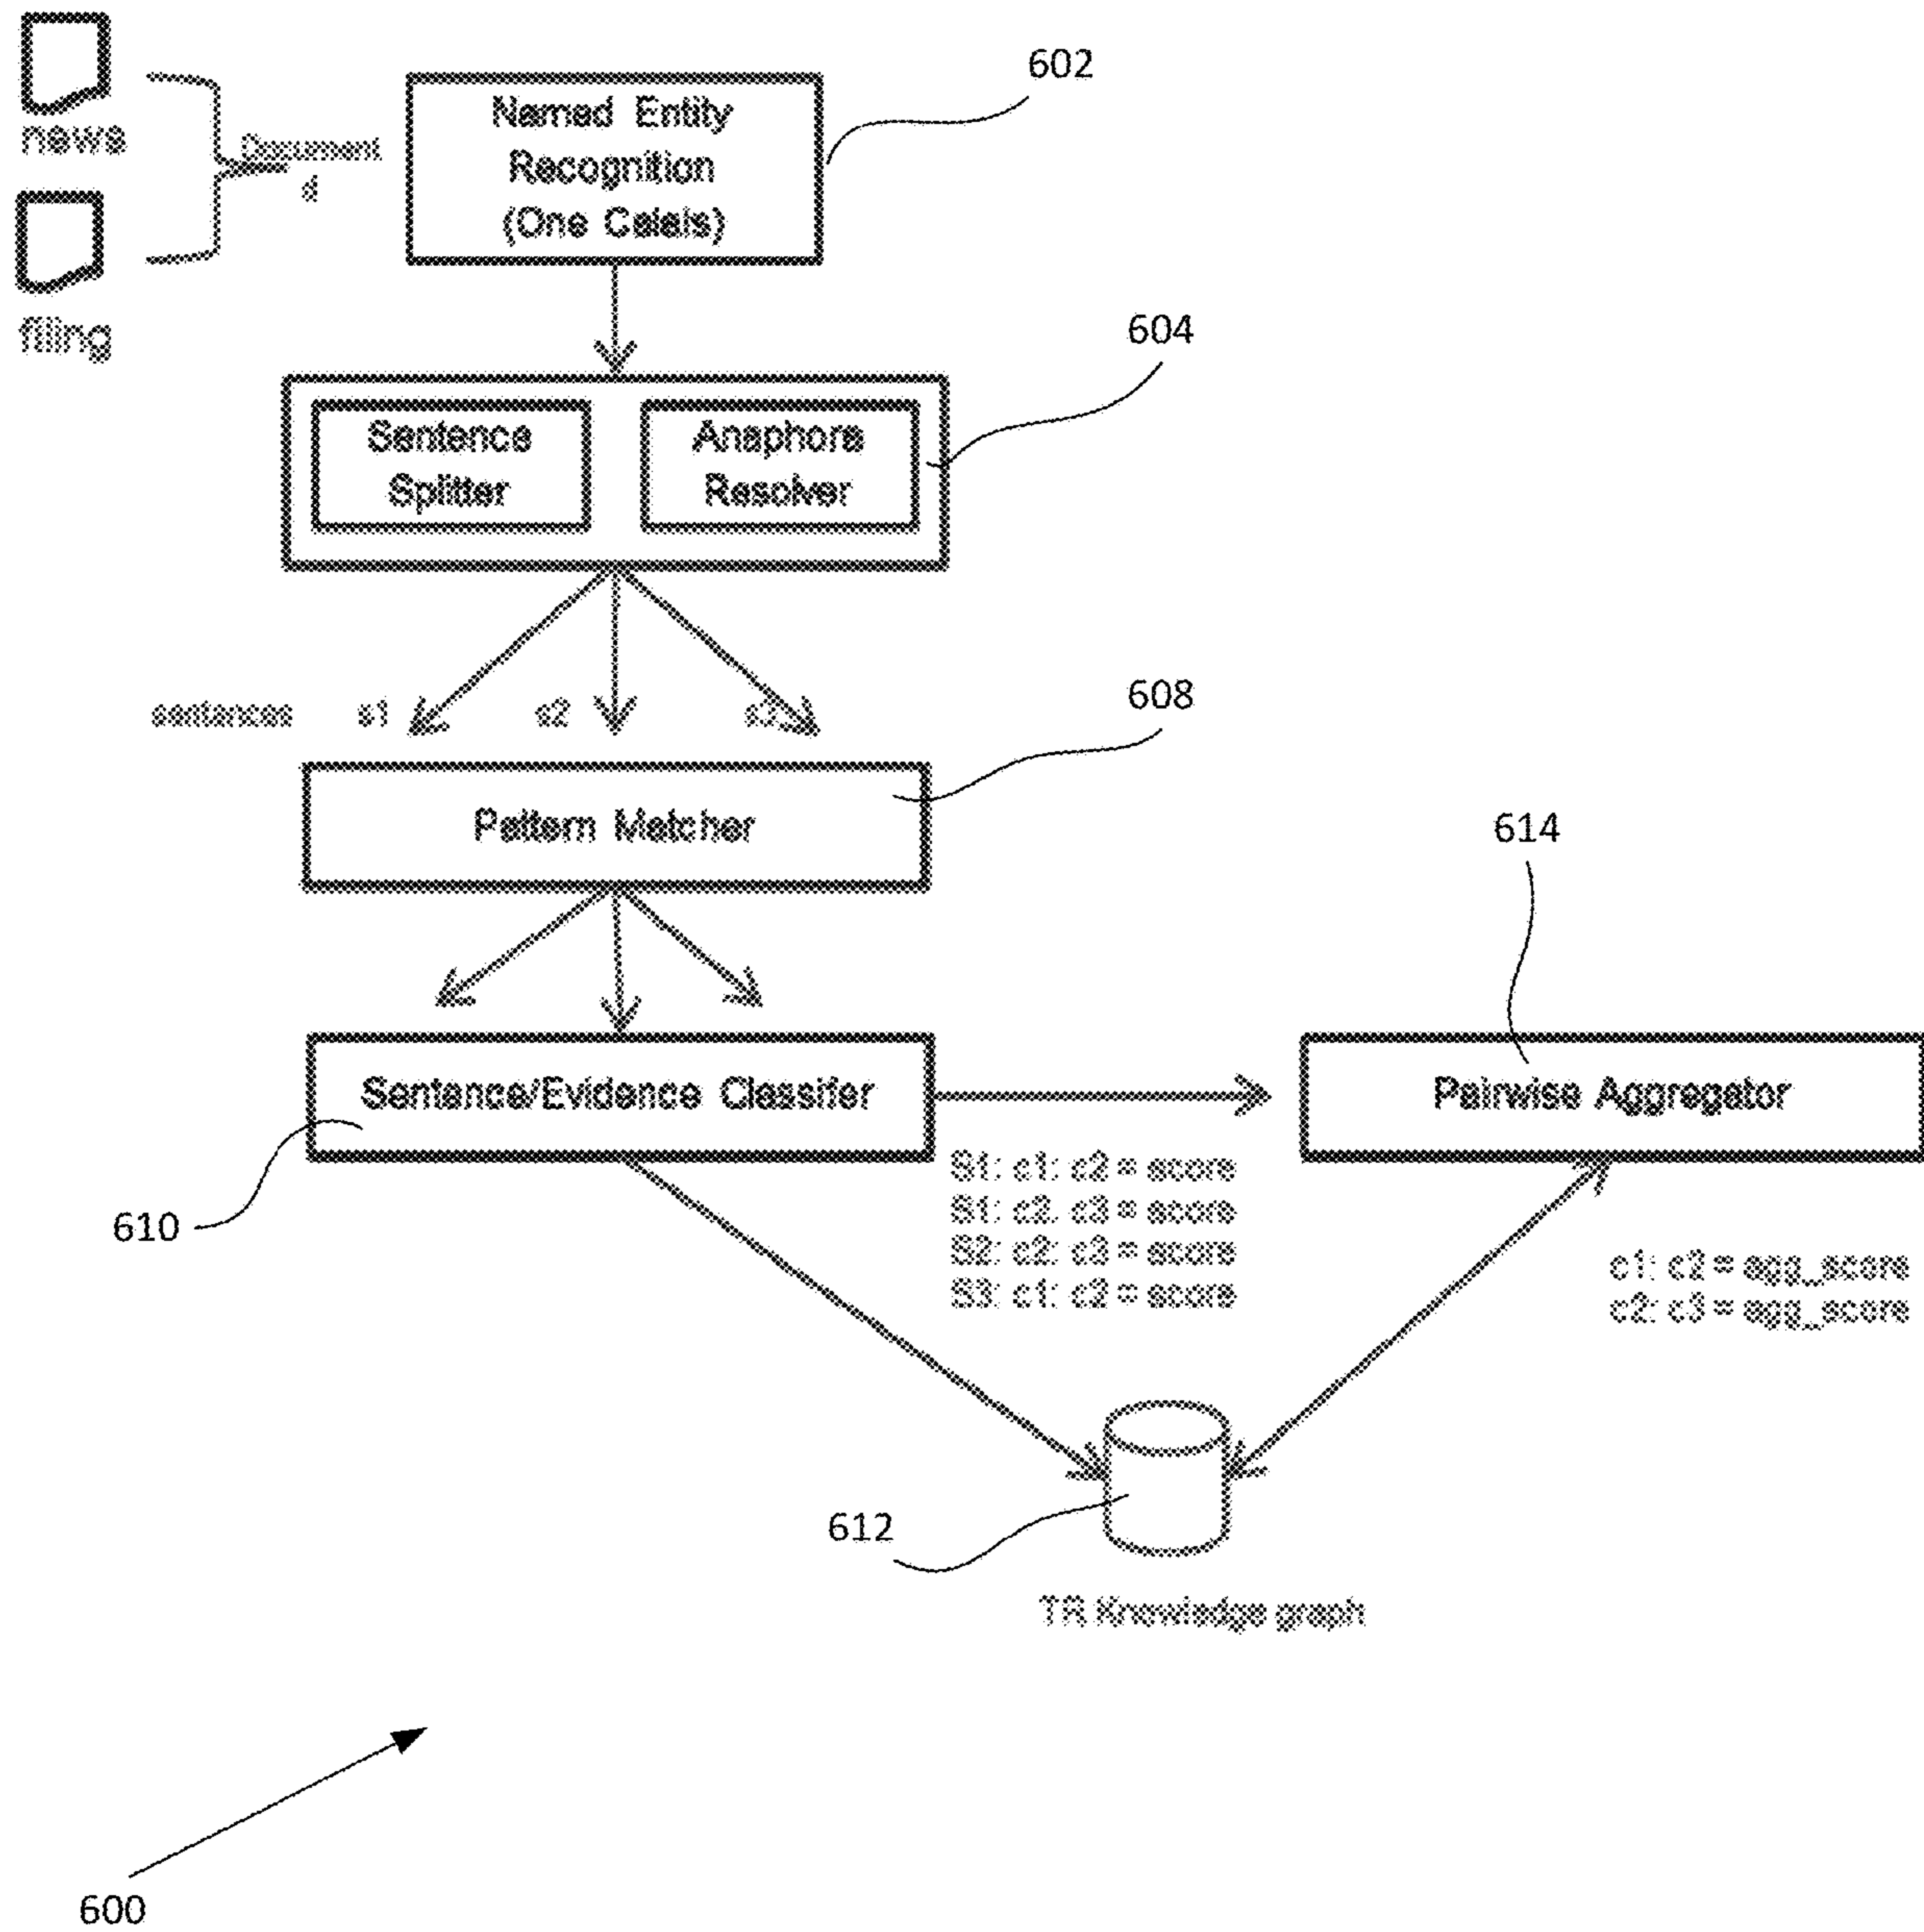 news
filing
Document
d
602
Named Entity
Recognition
(One Calais)
604
Sentence
Splitter
Anaphora
Resolver
sentences
s1
s2
s3
608
Pattern Matcher
614
Sentence/Evidence Classifer
Pairwise Aggregator
610
S1: c1: c2 = score
S1: c2: c3 = score
S2: c2: c3 = score
S3: c1: c2 = score
c1: c2 = agg_score
c2: c3 = agg_score
612
TR Knowledge graph
600